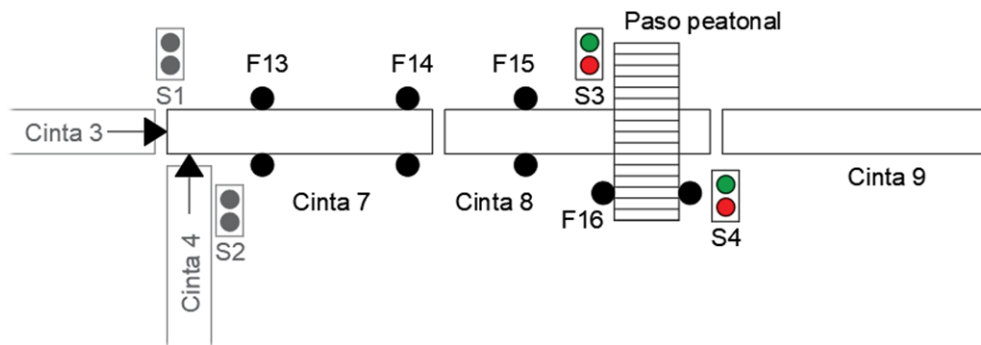 Paso peatonal
F13
F14
F15
S1
S3
Cinta 3
Cinta 7
Cinta 8
Cinta 9
F16
S2
S4
Cinta 4